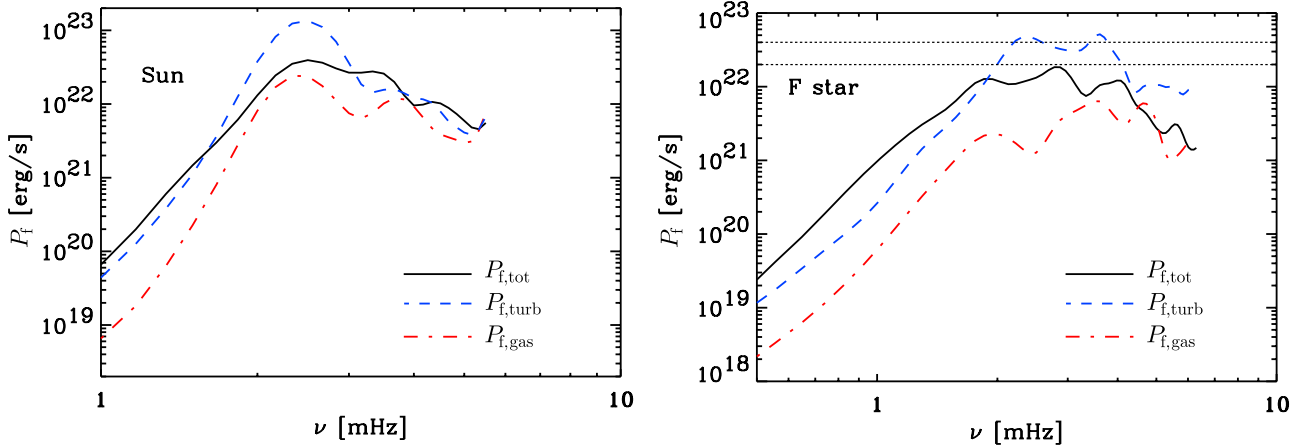 10^23
10^22
10^21
10^20
10^19
P_f [erg/s]
Sun
P_f,tot
P_f,turb
P_f,gas
1
10
ν [mHz]
10^23
10^22
10^21
10^20
10^19
10^18
P_f [erg/s]
F star
P_f,tot
P_f,turb
P_f,gas
1
10
ν [mHz]